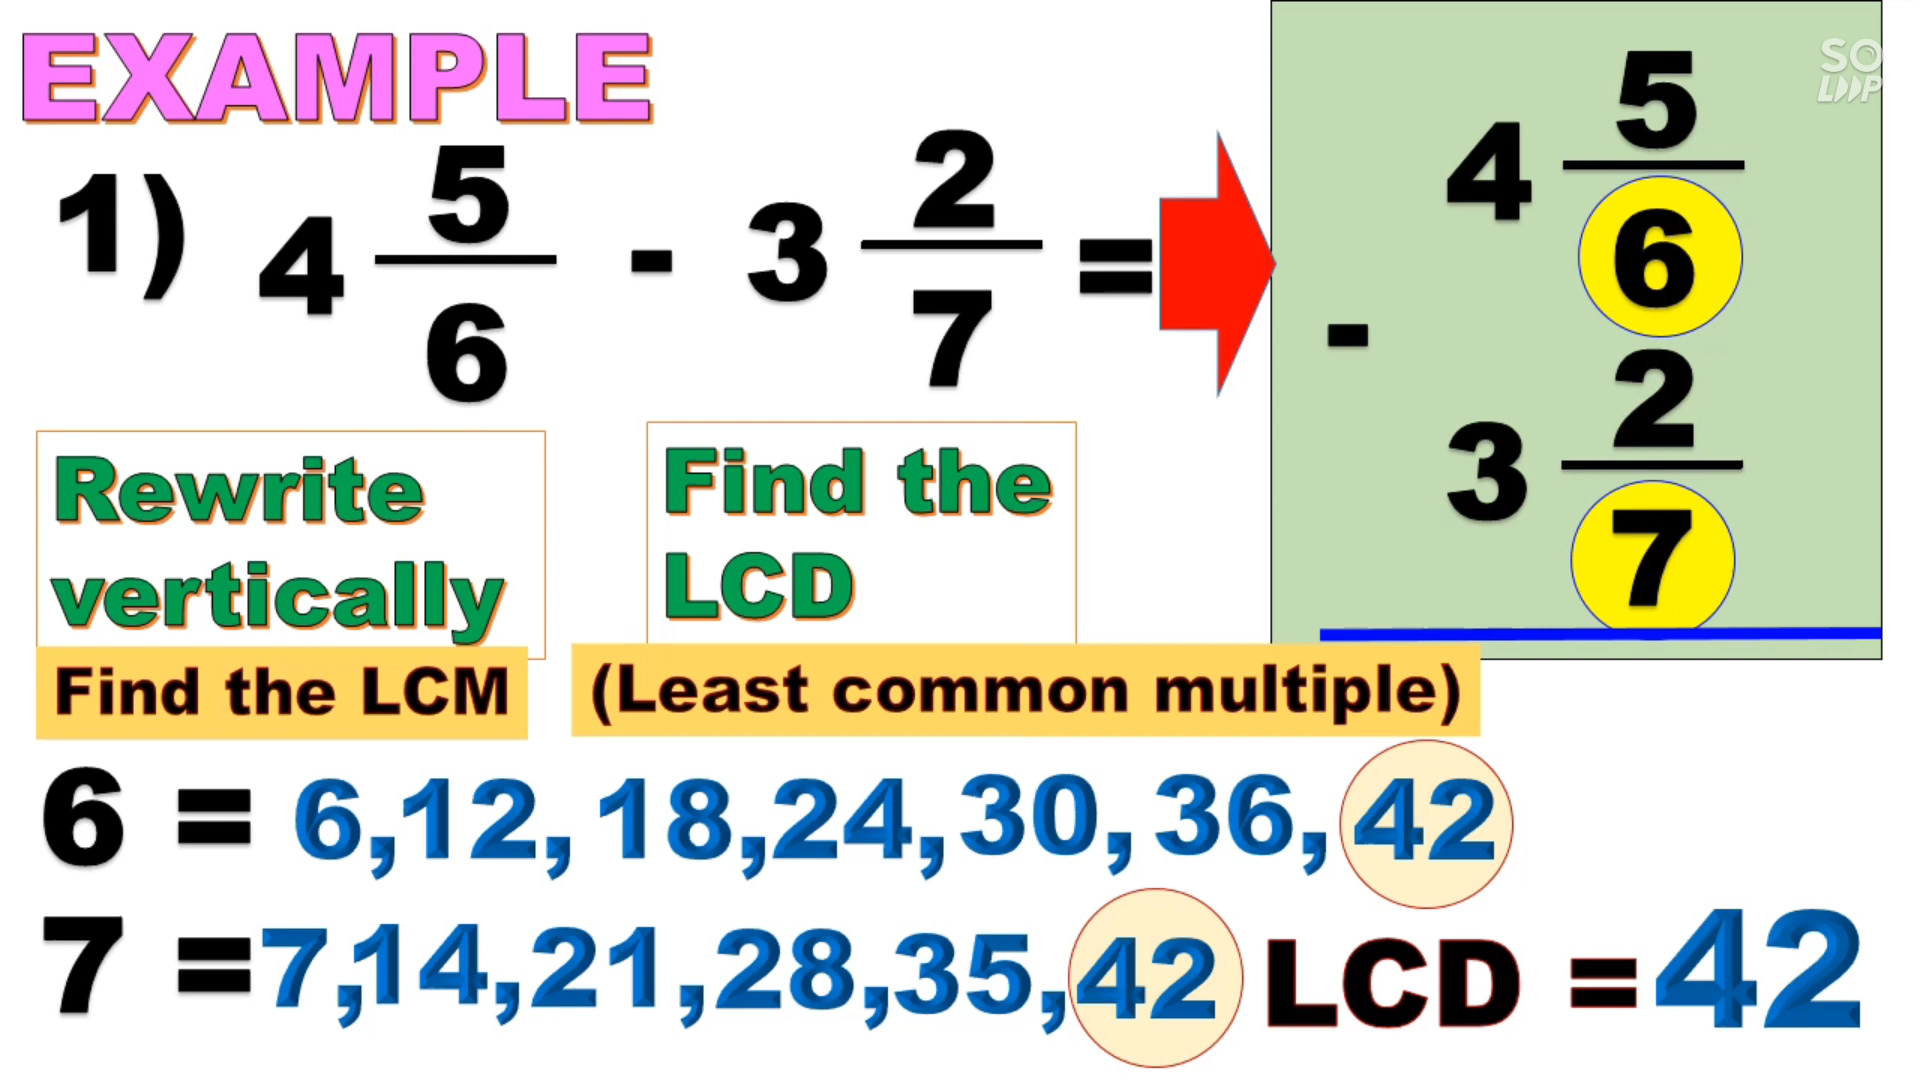 EXAMPLE
1) 4 5/6 - 3 2/7 =
4 5/6
-
3 2/7
SO
LOOP
Rewrite
vertically
Find the
LCD
Find the LCM (Least common multiple)
6 = 6,12, 18,24, 30, 36, 42
7 =7,14,21,28,35,42 LCD =42